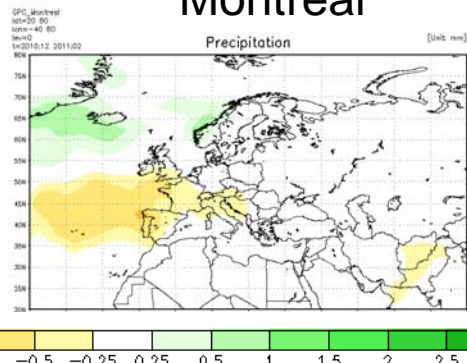 Montreal
GPC_Montreal
lat=20 80
lon=-40 80
lev=0
t=2010:12 2011:02
Precipitation
[Unit: mm]
80N
75N
70N
65N
60N
55N
50N
45N
40N
35N
30N
25N
20N
-0.5 -0.25 0.25 0.5 1 1.5 2 2.5